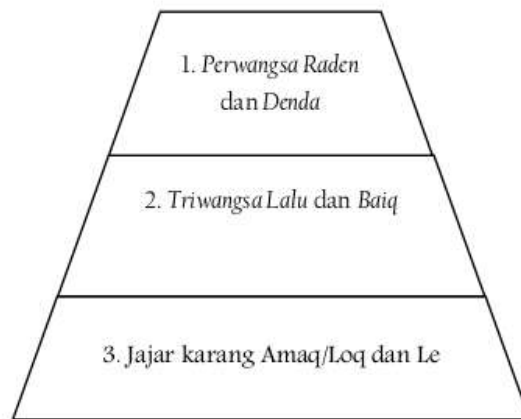 1. Perwangsa Raden
dan Denda
2. Triwangsa Lalu dan Baiq
3. Jajar karang Amaq/Loq dan Le